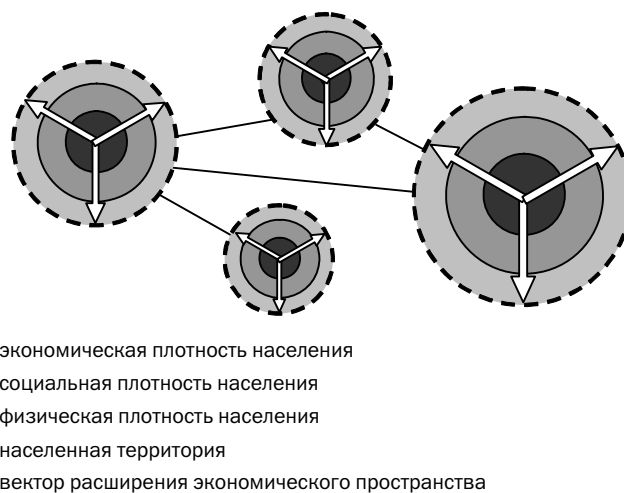 экономическая плотность населения
социальная плотность населения
физическая плотность населения
населенная территория
вектор расширения экономического пространства